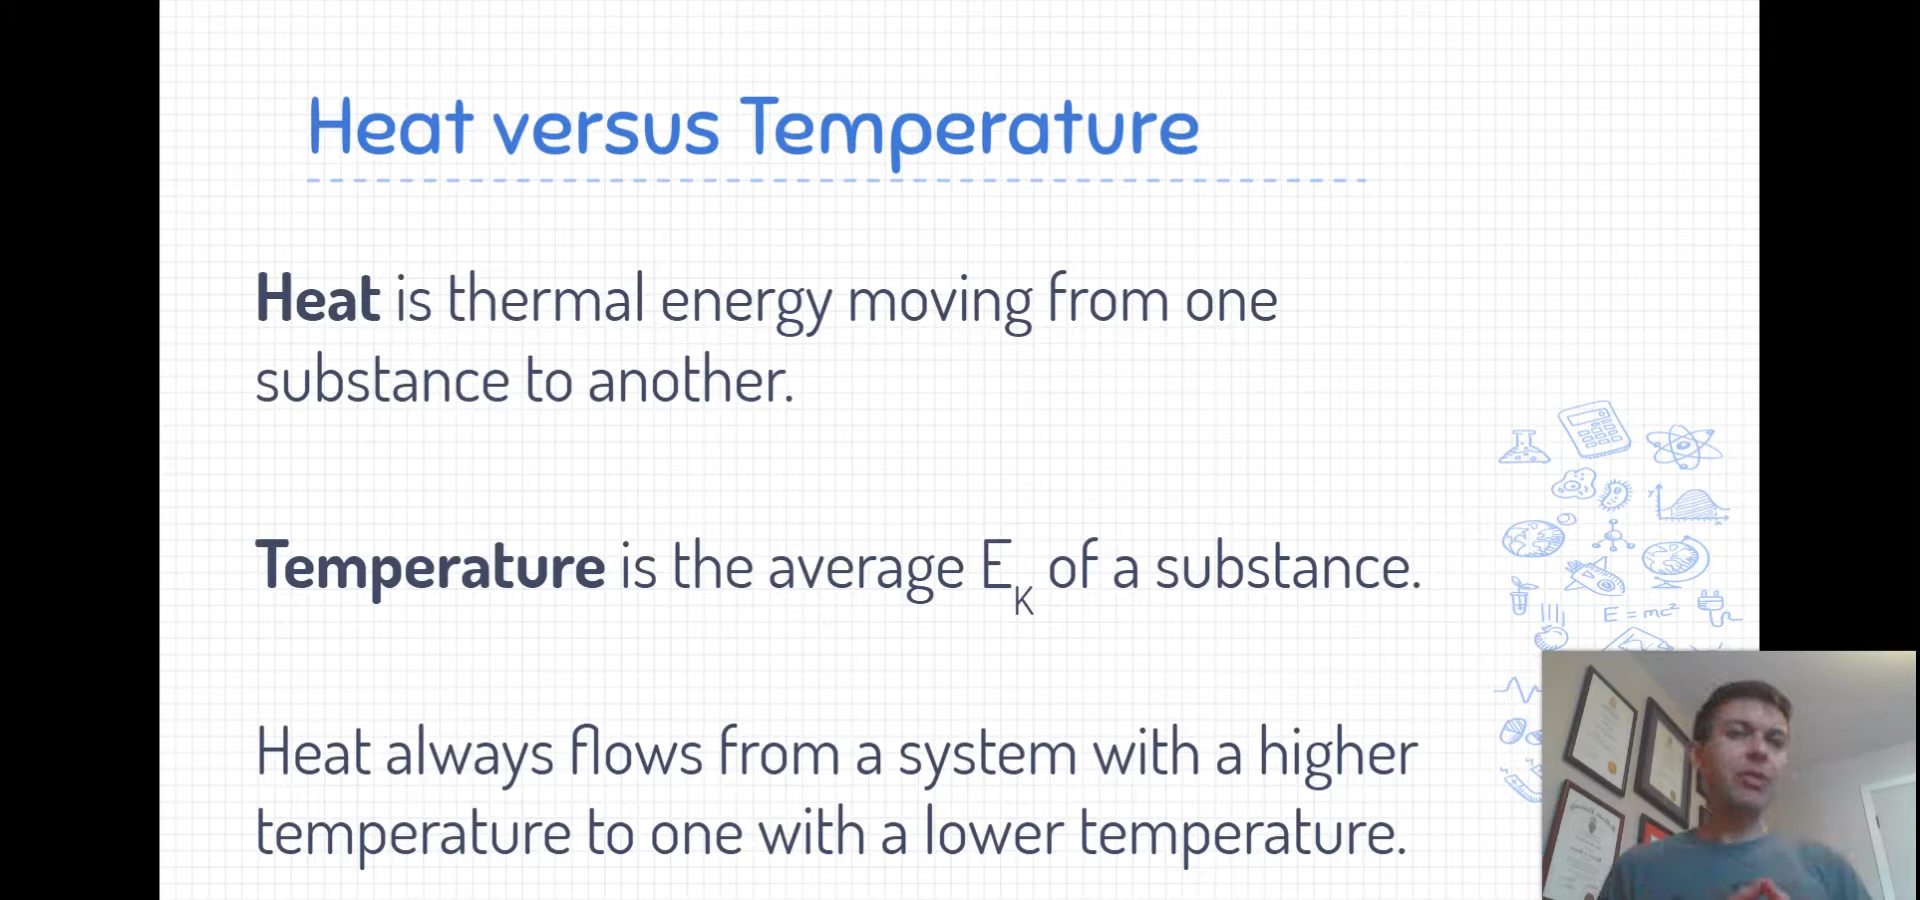 Heat versus Temperature
Heat is thermal energy moving from one
substance to another.
Temperature is the average E_K of a substance.
E = mc²
Heat always flows from a system with a higher
temperature to one with a lower temperature.